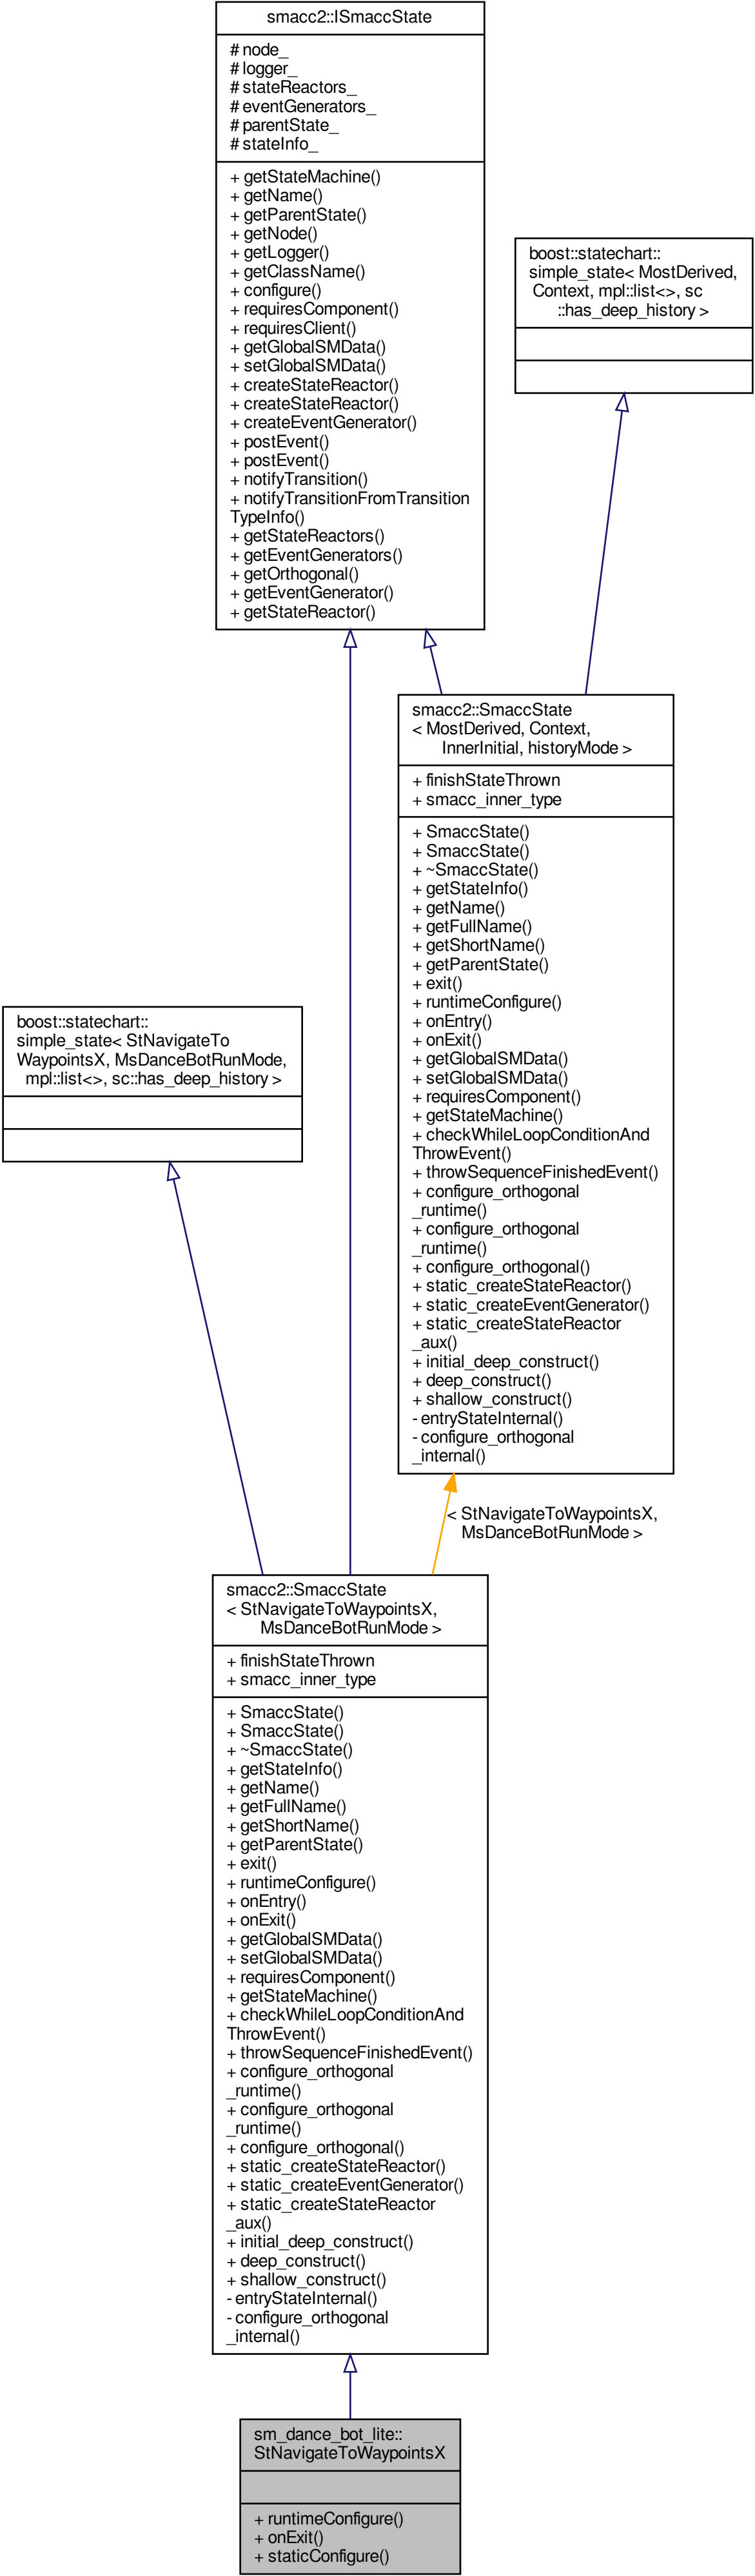 smacc2::ISmaccState
# node_
# logger_
# stateReactors_
# eventGenerators_
# parentState_
# stateInfo_
+ getStateMachine()
+ getName()
+ getParentState()
+ getNode()
+ getLogger()
+ getClassName()
+ configure()
+ requiresComponent()
+ requiresClient()
+ getGlobalSMData()
+ setGlobalSMData()
+ createStateReactor()
+ createStateReactor()
+ createEventGenerator()
+ postEvent()
+ postEvent()
+ notifyTransition()
+ notifyTransitionFromTransition
TypeInfo()
+ getStateReactors()
+ getEventGenerators()
+ getOrthogonal()
+ getEventGenerator()
+ getStateReactor()
boost::statechart::
simple_state< MostDerived,
Context, mpl::list<>, sc
::has_deep_history >
smacc2::SmaccState
< MostDerived, Context,
InnerInitial, historyMode >
+ finishStateThrown
+ smacc_inner_type
+ SmaccState()
+ SmaccState()
+ ~SmaccState()
+ getStateInfo()
+ getName()
+ getFullName()
+ getShortName()
+ getParentState()
+ exit()
+ runtimeConfigure()
+ onEntry()
+ onExit()
+ getGlobalSMData()
+ setGlobalSMData()
+ requiresComponent()
+ getStateMachine()
+ checkWhileLoopConditionAnd
ThrowEvent()
+ throwSequenceFinishedEvent()
+ configure_orthogonal
_runtime()
+ configure_orthogonal
_runtime()
+ configure_orthogonal()
+ static_createStateReactor()
+ static_createEventGenerator()
+ static_createStateReactor
_aux()
+ initial_deep_construct()
+ deep_construct()
+ shallow_construct()
- entryStateInternal()
- configure_orthogonal
_internal()
boost::statechart::
simple_state< StNavigateTo
WaypointsX, MsDanceBotRunMode,
mpl::list<>, sc::has_deep_history >
< StNavigateToWaypointsX,
MsDanceBotRunMode >
smacc2::SmaccState
< StNavigateToWaypointsX,
MsDanceBotRunMode >
+ finishStateThrown
+ smacc_inner_type
+ SmaccState()
+ SmaccState()
+ ~SmaccState()
+ getStateInfo()
+ getName()
+ getFullName()
+ getShortName()
+ getParentState()
+ exit()
+ runtimeConfigure()
+ onEntry()
+ onExit()
+ getGlobalSMData()
+ setGlobalSMData()
+ requiresComponent()
+ getStateMachine()
+ checkWhileLoopConditionAnd
ThrowEvent()
+ throwSequenceFinishedEvent()
+ configure_orthogonal
_runtime()
+ configure_orthogonal
_runtime()
+ configure_orthogonal()
+ static_createStateReactor()
+ static_createEventGenerator()
+ static_createStateReactor
_aux()
+ initial_deep_construct()
+ deep_construct()
+ shallow_construct()
- entryStateInternal()
- configure_orthogonal
_internal()
sm_dance_bot_lite::
StNavigateToWaypointsX
+ runtimeConfigure()
+ onExit()
+ staticConfigure()